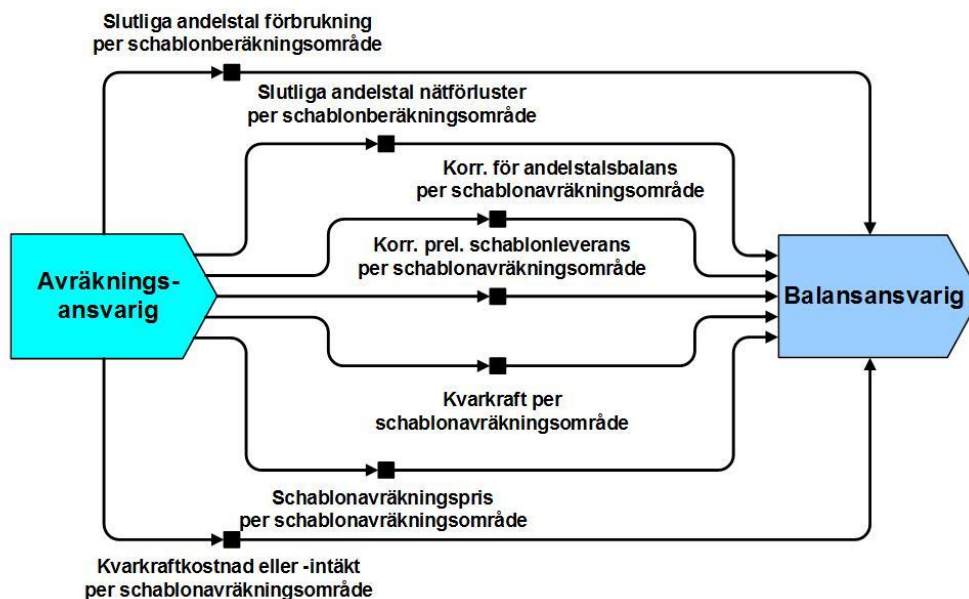 Slutliga andelstal förbrukning
per schablonberäkningsområde
Slutliga andelstal nätförluster
per schablonberäkningsområde
Korr. för andelstalsbalans
per schablonavräkningsområde
Korr. prel. schablonleverans
per schablonavräkningsområde
Avräknings-
ansvarig
Balansansvarig
Kvarkraft per
schablonavräkningsområde
Schablonavräkningspris
per schablonavräkningsområde
Kvarkraftkostnad eller -intäkt
per schablonavräkningsområde